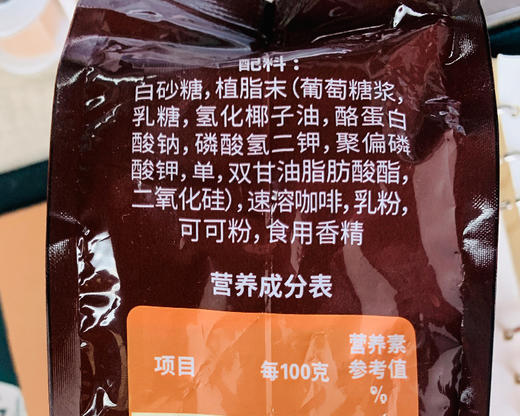 配料：
白砂糖，植脂末（葡萄糖浆，
乳糖，氢化椰子油，酪蛋白
酸钠，磷酸氢二钾，聚偏磷
酸钾，单，双甘油脂肪酸酯，
二氧化硅），速溶咖啡，乳粉，
可可粉，食用香精
营养成分表
项目 每100克 营养素
参考值
%